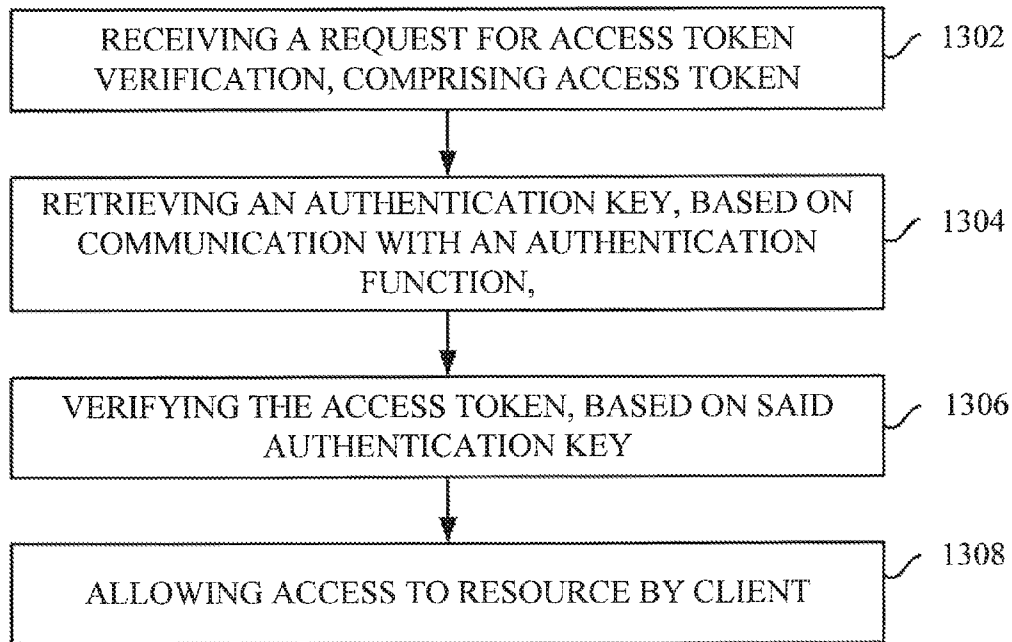 RECEIVING A REQUEST FOR ACCESS TOKEN
VERIFICATION, COMPRISING ACCESS TOKEN
1302
RETRIEVING AN AUTHENTICATION KEY, BASED ON
COMMUNICATION WITH AN AUTHENTICATION
FUNCTION,
1304
VERIFYING THE ACCESS TOKEN, BASED ON SAID
AUTHENTICATION KEY
1306
ALLOWING ACCESS TO RESOURCE BY CLIENT
1308